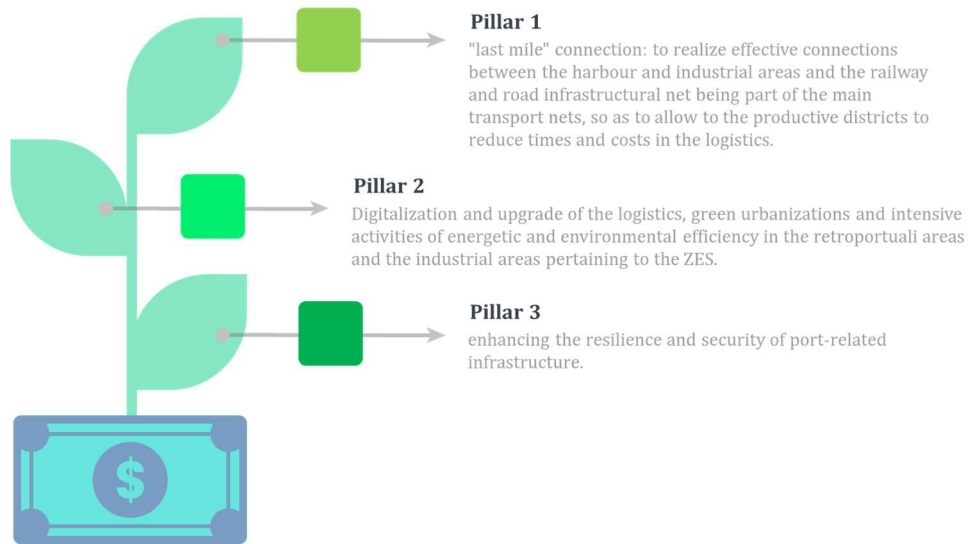 Pillar 1
"last mile" connection: to realize effective connections
between the harbour and industrial areas and the railway
and road infrastructural net being part of the main
transport nets, so as to allow to the productive districts to
reduce times and costs in the logistics.
Pillar 2
Digitalization and upgrade of the logistics, green urbanizations and intensive
activities of energetic and environmental efficiency in the retroportuali areas
and the industrial areas pertaining to the ZES.
Pillar 3
enhancing the resilience and security of port-related
infrastructure.
$